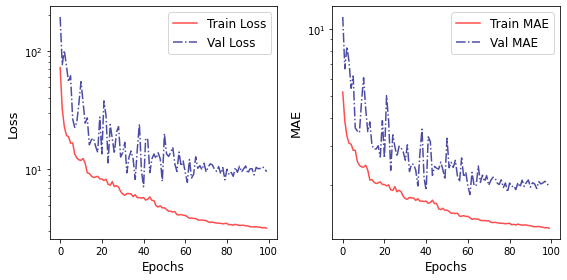 Train Loss
Val Loss
10²
10¹
Loss
0 20 40 60 80 100
Epochs
Train MAE
Val MAE
10¹
MAE
0 20 40 60 80 100
Epochs